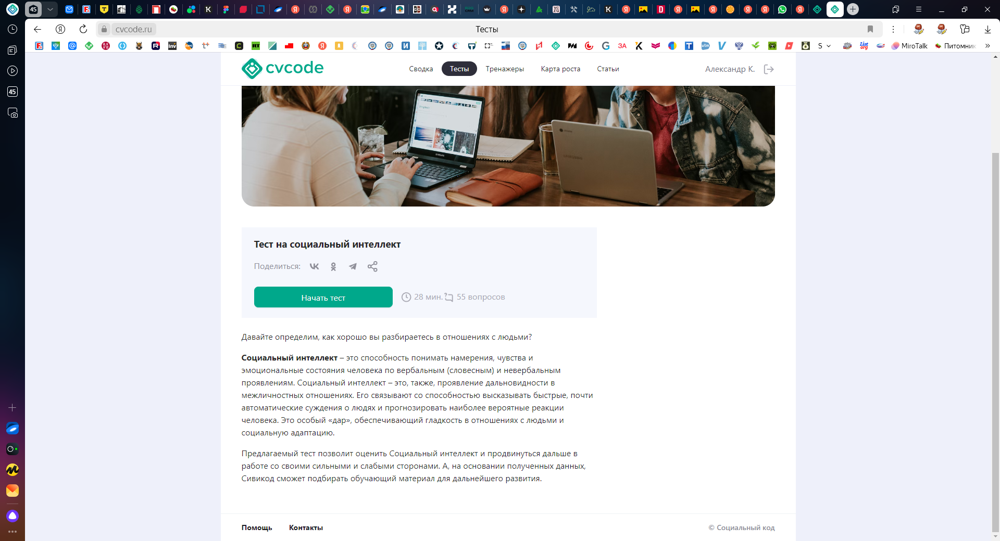 45
cvcode.ru
Тесты
45
MiroTalk
Питомник
cvcode
Сводка
Тесты
Тренажеры
Карта роста
Статьи
Александр К.
Тест на социальный интеллект
Поделиться:
Начать тест
28 мин.
55 вопросов
Давайте определим, как хорошо вы разбираетесь в отношениях с людьми?
Социальный интеллект – это способность понимать намерения, чувства и
эмоциональные состояния человека по вербальным (словесным) и невербальным
проявлениям. Социальный интеллект – это, также, проявление дальновидности в
межличностных отношениях. Его связывают со способностью высказывать быстрые, почти
автоматические суждения о людях и прогнозировать наиболее вероятные реакции
человека. Это особый «дар», обеспечивающий гладкость в отношениях с людьми и
социальную адаптацию.
Предлагаемый тест позволит оценить Социальный интеллект и продвинуться дальше в
работе со своими сильными и слабыми сторонами. А, на основании полученных данных,
Сивикод сможет подбирать обучающий материал для дальнейшего развития.
Помощь
Контакты
© Социальный код